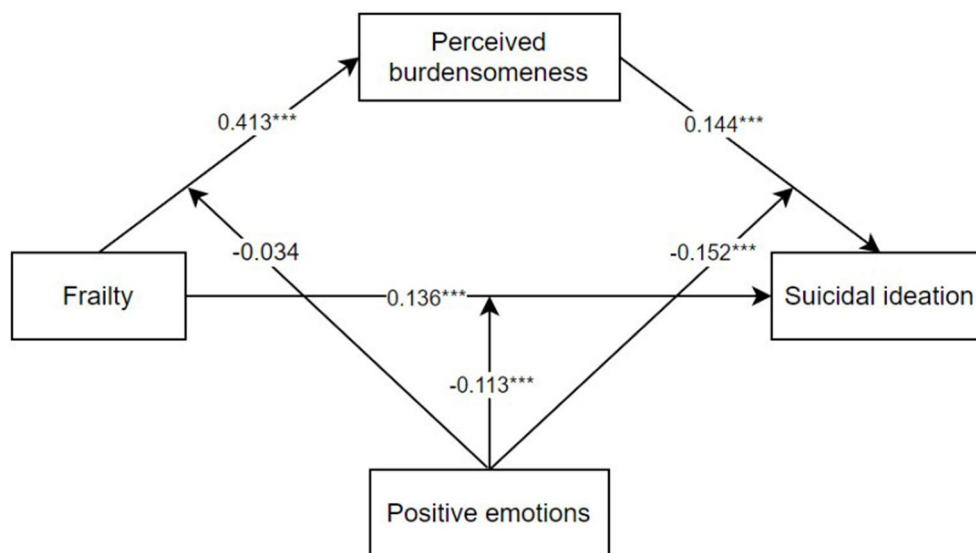 Perceived
burdensomeness
0.413***
0.144***
-0.034
-0.152***
Frailty
0.136***
Suicidal ideation
-0.113***
Positive emotions